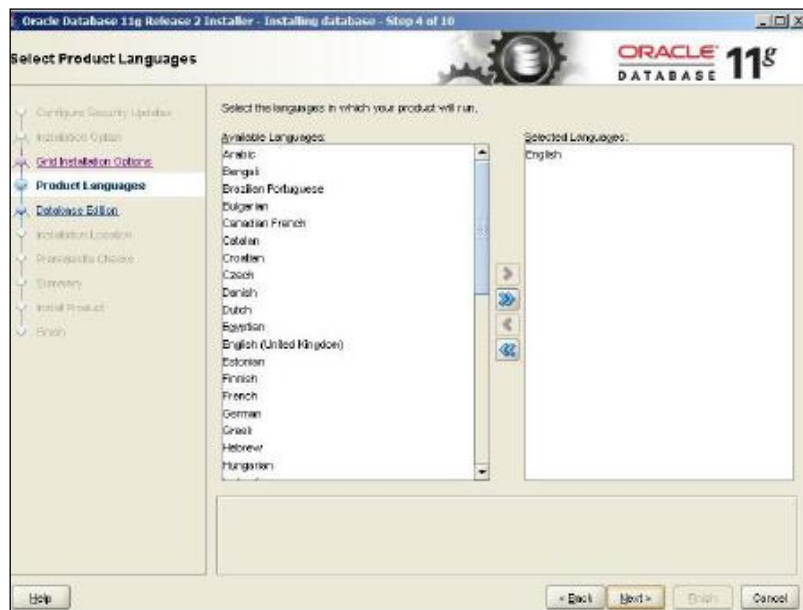 Oracle Database 11g Release 2 Installer - Installing database - Step 4 of 10
Select Product Languages
ORACLE
DATABASE
11g
Configure Security Updates
Installation Option
Grid Installation Options
Product Languages
Database Edition
Installation Location
Prerequisite Checks
Summary
Install Product
Finish
Select the languages in which your product will run.
Available Languages:
Arabic
Bengali
Brazilian Portuguese
Bulgarian
Canadian French
Catalan
Croatian
Czech
Danish
Dutch
Egyptian
English (United Kingdom)
Estonian
Finnish
French
German
Greek
Hebrew
Hungarian
Selected Languages:
English
Help
< Back
Next >
Finish
Cancel